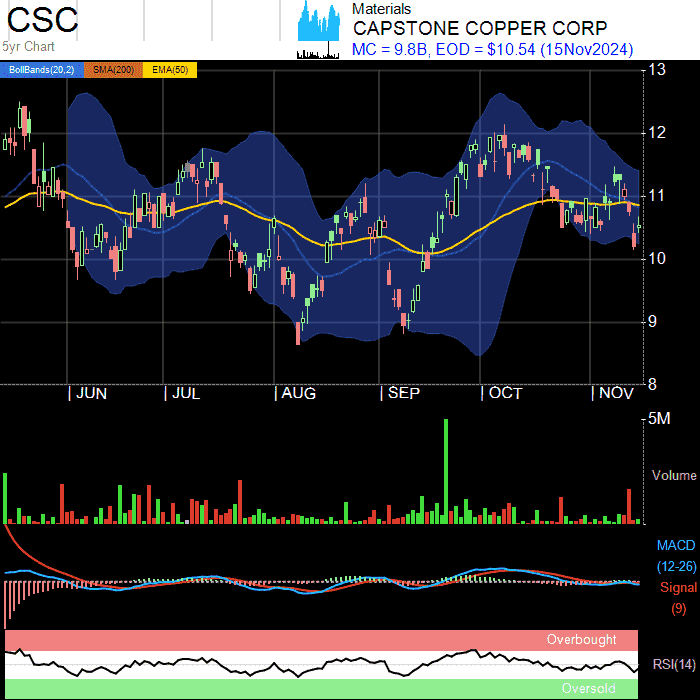 CSC
5yr Chart
Materials
CAPSTONE COPPER CORP
MC = 9.8B, EOD = $10.54 (15Nov2024)
BollBands(20,2) SMA(200) EMA(50)
13
12
11
10
9
8
JUN JUL AUG SEP OCT NOV
5M
Volume
MACD
(12-26)
Signal
(9)
Overbought
RSI(14)
Oversold